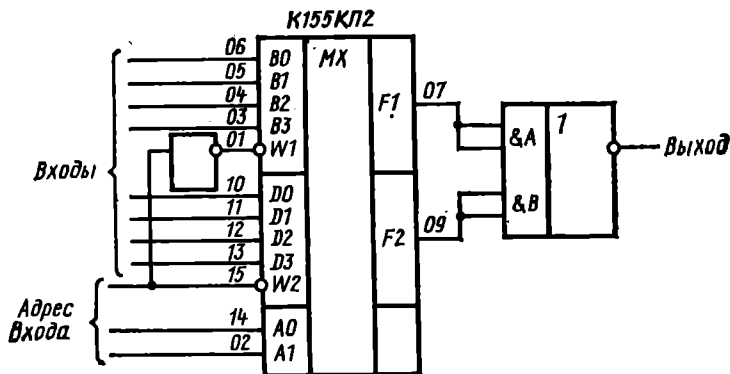 К155КП2
06 B0 MX
05 B1
04 B2 F1 07
03 B3
01 W1 &A 1
Входы Выход
10 D0
11 D1 &B
12 D2 F2 09
13 D3
15 W2
Адрес
Входа
14 A0
02 A1